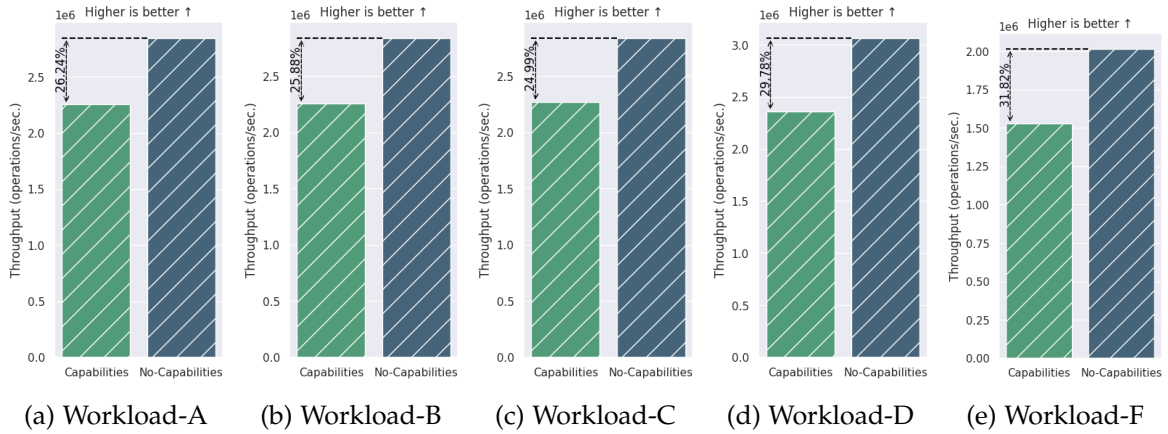 Higher is better ↑
1e6
Throughput (operations/sec.)
2.5
2.0
1.5
1.0
0.5
0.0
26.24%
Capabilities No-Capabilities
(a) Workload-A
Higher is better ↑
1e6
2.5
2.0
1.5
1.0
0.5
0.0
25.88%
Capabilities No-Capabilities
(b) Workload-B
Higher is better ↑
1e6
Throughput (operations/sec.)
2.5
2.0
1.5
1.0
0.5
0.0
24.99%
Capabilities No-Capabilities
(c) Workload-C
Higher is better ↑
1e6
Throughput (operations/sec.)
3.0
2.5
2.0
1.5
1.0
0.5
0.0
29.78%
Capabilities No-Capabilities
(d) Workload-D
Higher is better ↑
1e6
Throughput (operations/sec.)
2.00
1.75
1.50
1.25
1.00
0.75
0.50
0.25
0.00
31.82%
Capabilities No-Capabilities
(e) Workload-F